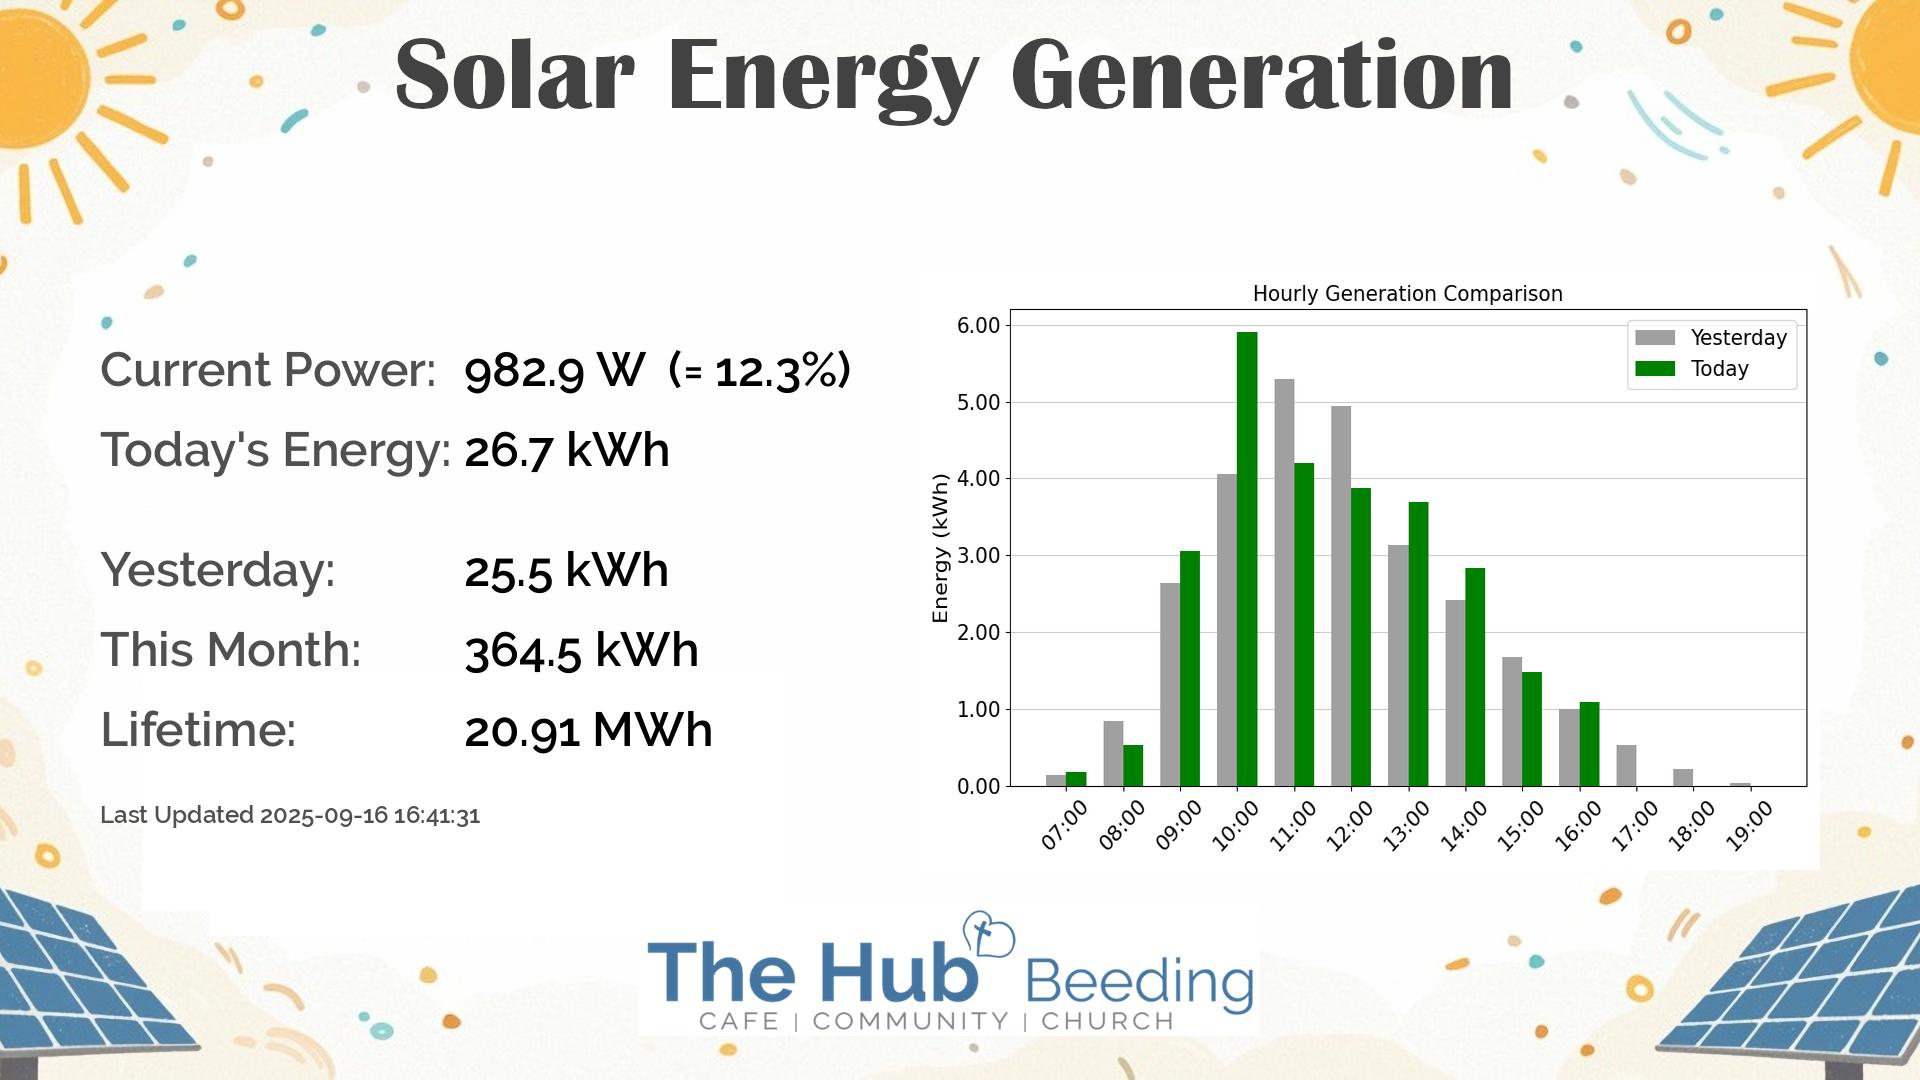 Solar Energy Generation
Current Power: 982.9 W (= 12.3%)
Today's Energy: 26.7 kWh
Yesterday: 25.5 kWh
This Month: 364.5 kWh
Lifetime: 20.91 MWh
Last Updated 2025-09-16 16:41:31
Hourly Generation Comparison
Yesterday
Today
Energy (kWh)
6.00
5.00
4.00
3.00
2.00
1.00
0.00
07:00 08:00 09:00 10:00 11:00 12:00 13:00 14:00 15:00 16:00 17:00 18:00 19:00
The Hub Beeding
CAFE | COMMUNITY | CHURCH